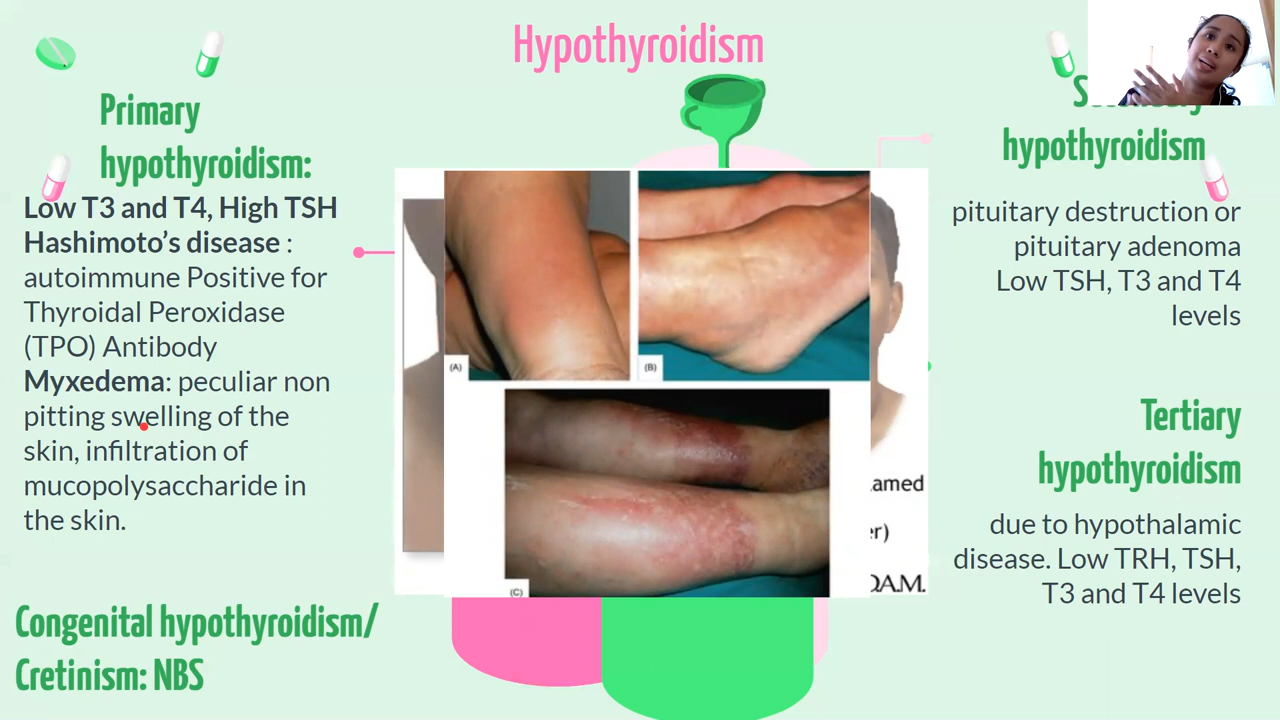 Hypothyroidism
Primary
hypothyroidism:
Low T3 and T4, High TSH
Hashimoto’s disease :
autoimmune Positive for
Thyroidal Peroxidase
(TPO) Antibody
Myxedema: peculiar non
pitting swelling of the
skin, infiltration of
mucopolysaccharide in
the skin.
Congenital hypothyroidism/
Cretinism: NBS
(A)
(B)
(C)
hypothyroidism
pituitary destruction or
pituitary adenoma
Low TSH, T3 and T4
levels
Tertiary
hypothyroidism
due to hypothalamic
disease. Low TRH, TSH,
T3 and T4 levels